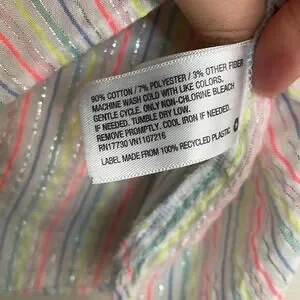 90% COTTON / 7% POLYESTER / 3% OTHER FIBER
MACHINE WASH COLD WITH LIKE COLORS.
GENTLE CYCLE. ONLY NON-CHLORINE BLEACH
IF NEEDED. TUMBLE DRY LOW.
REMOVE PROMPTLY. COOL IRON IF NEEDED.
RN17730 VN1107216
LABEL MADE FROM 100% RECYCLED PLASTIC